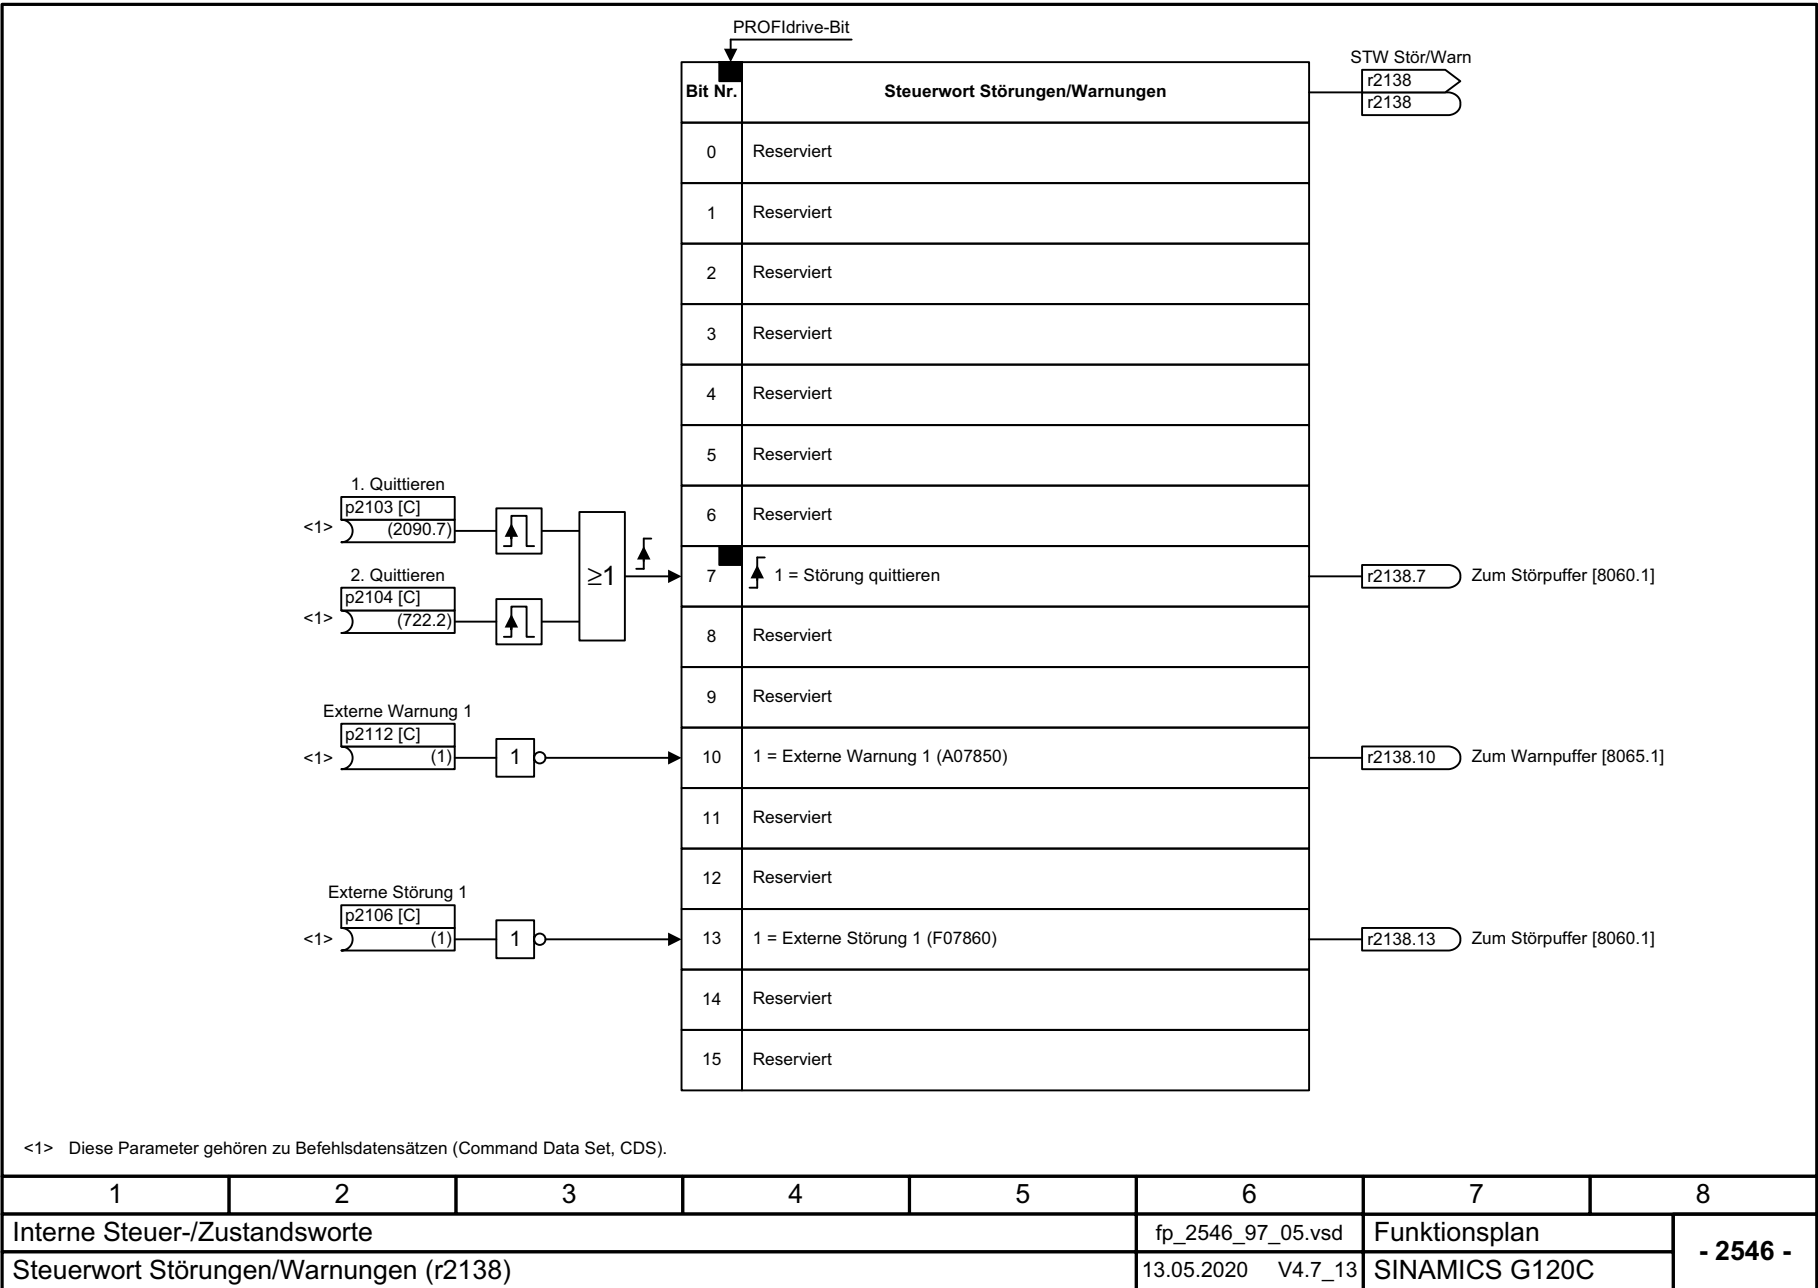 PROFIdrive-Bit
STW Stör/Warn
r2138
r2138
Bit Nr. Steuerwort Störungen/Warnungen
0 Reserviert
1 Reserviert
2 Reserviert
3 Reserviert
4 Reserviert
5 Reserviert
1. Quittieren
p2103 [C]
<1> (2090.7)
6 Reserviert
2. Quittieren
p2104 [C]
<1> (722.2)
≥1
7 1 = Störung quittieren
r2138.7 Zum Störpuffer [8060.1]
8 Reserviert
9 Reserviert
Externe Warnung 1
p2112 [C]
<1> (1) 1
10 1 = Externe Warnung 1 (A07850)
r2138.10 Zum Warnpuffer [8065.1]
11 Reserviert
12 Reserviert
Externe Störung 1
p2106 [C]
<1> (1) 1
13 1 = Externe Störung 1 (F07860)
r2138.13 Zum Störpuffer [8060.1]
14 Reserviert
15 Reserviert
<1> Diese Parameter gehören zu Befehlsdatensätzen (Command Data Set, CDS).
1 2 3 4 5 6 7 8
Interne Steuer-/Zustandsworte fp_2546_97_05.vsd Funktionsplan
- 2546 -
Steuerwort Störungen/Warnungen (r2138) 13.05.2020 V4.7_13 SINAMICS G120C